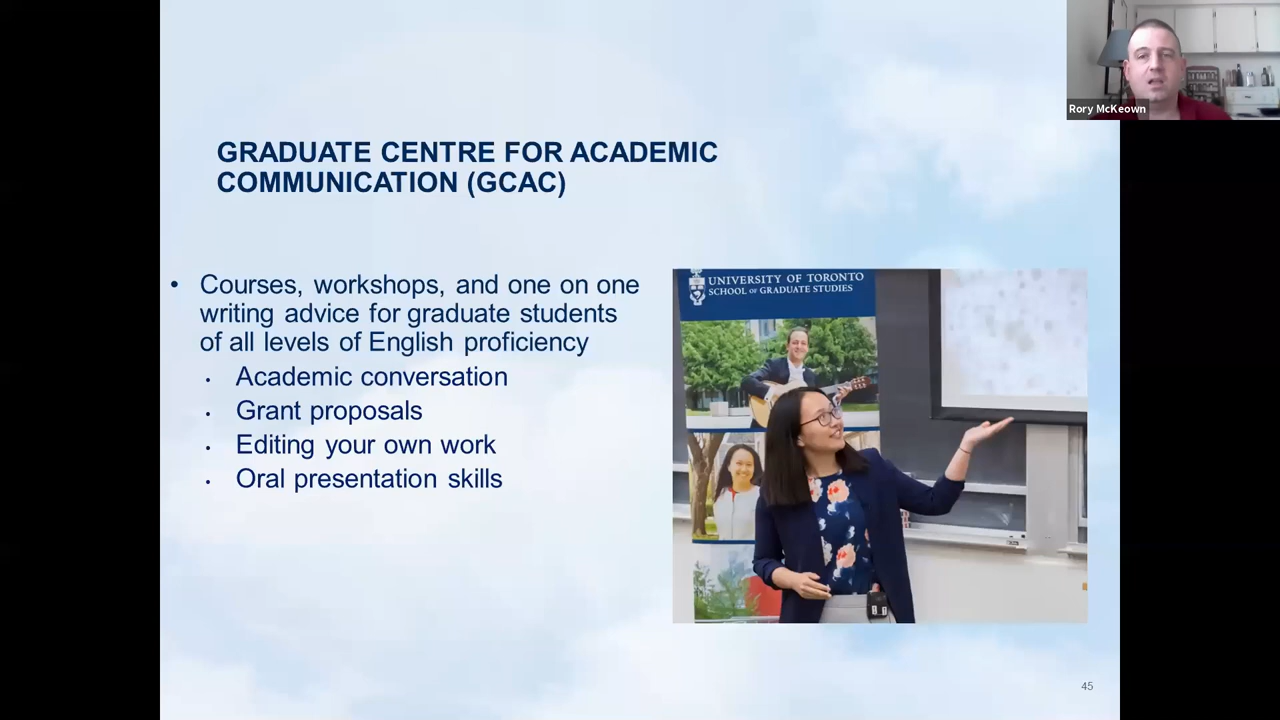 Rory McKeown
GRADUATE CENTRE FOR ACADEMIC
COMMUNICATION (GCAC)
• Courses, workshops, and one on one
writing advice for graduate students
of all levels of English proficiency
• Academic conversation
• Grant proposals
• Editing your own work
• Oral presentation skills
UNIVERSITY OF TORONTO
SCHOOL OF GRADUATE STUDIES
45